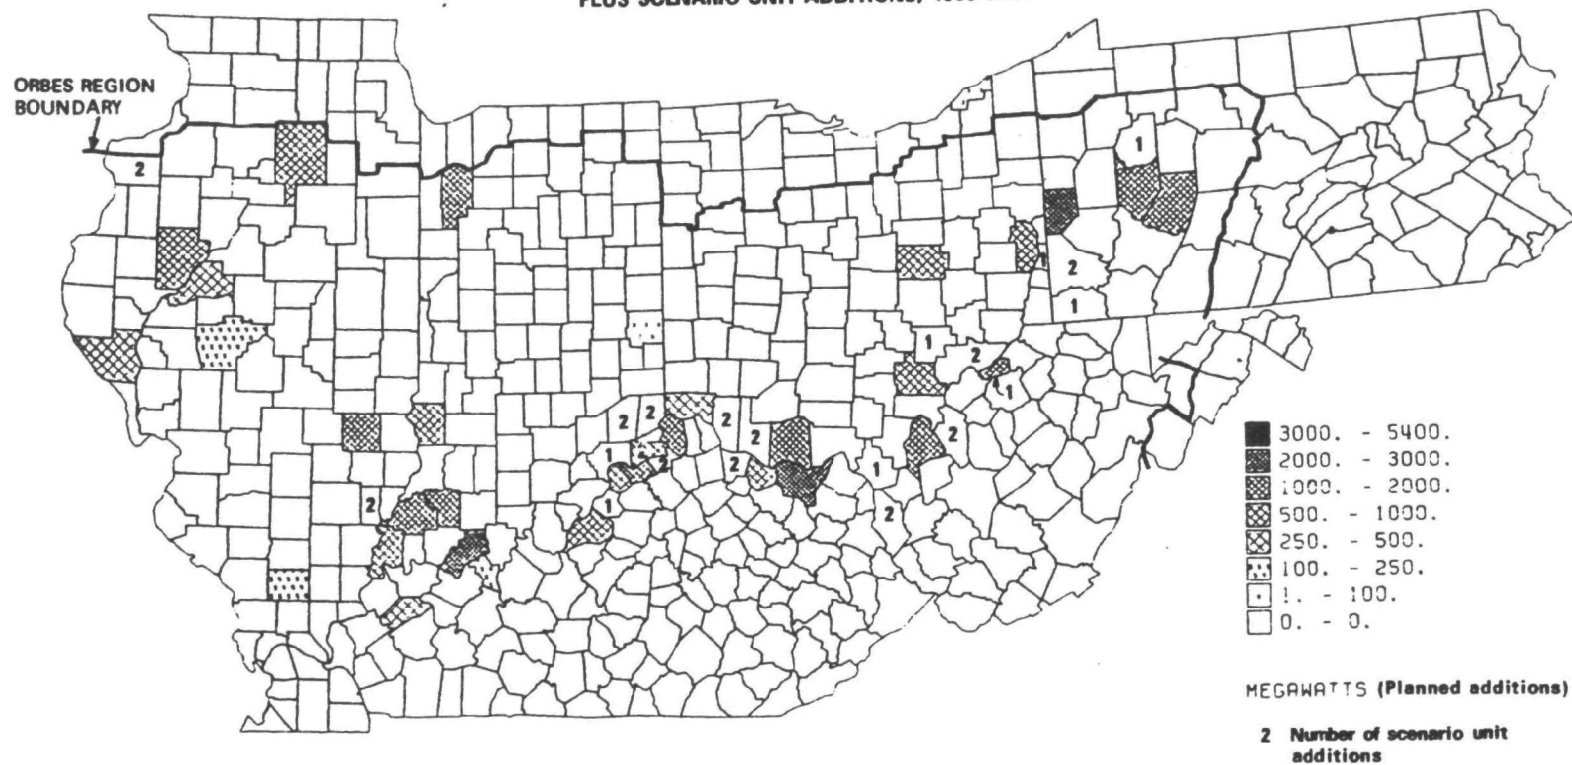 PLUS SCENARIO UNIT ADDITIONS,
ORBES REGION
BOUNDARY
2
1
1
2
1
1
2
1
2
2
2
2
1
2
2
1
2
1
2
2
3000. - 5400.
2000. - 3000.
1000. - 2000.
500. - 1000.
250. - 500.
100. - 250.
1. - 100.
0. - 0.
MEGAWATTS (Planned additions)
2 Number of scenario unit
additions